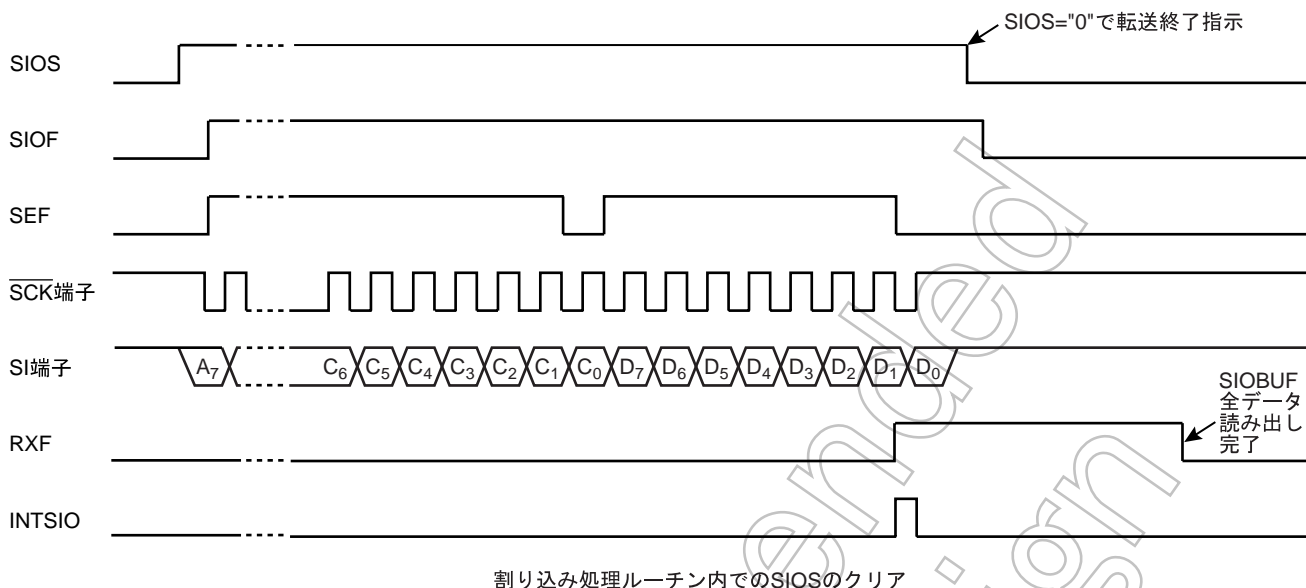 SIOS="0"で転送終了指示
SIOS
SIOF
SEF
SCK端子
SI端子
A7 C6 C5 C4 C3 C2 C1 C0 D7 D6 D5 D4 D3 D2 D1 D0
SIOBUF
全データ
読み出し
完了
RXF
INTSIO
割り込み処理ルーチン内でのSIOSのクリア
ended
sign